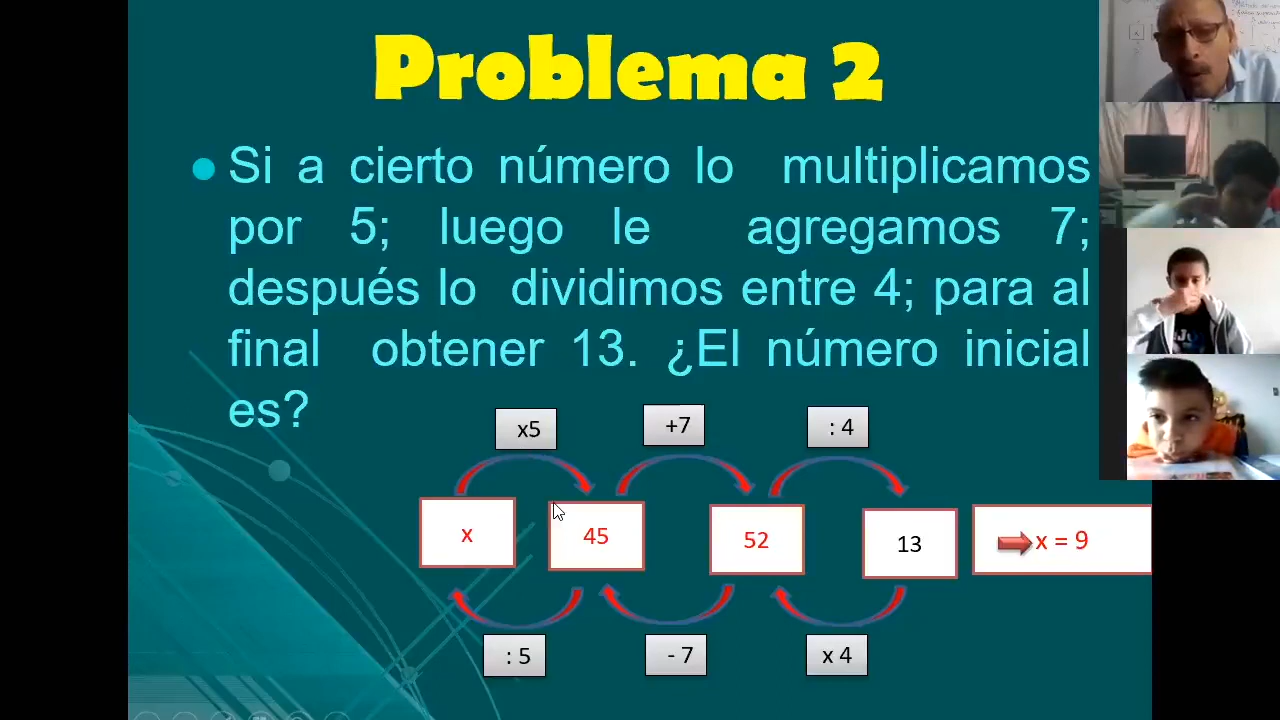 Problema 2
Si a cierto número lo multiplicamos
por 5; luego le agregamos 7;
después lo dividimos entre 4; para al
final obtener 13. ¿El número inicial
es?
x5
+7
: 4
x
45
52
13
x = 9
: 5
- 7
x 4